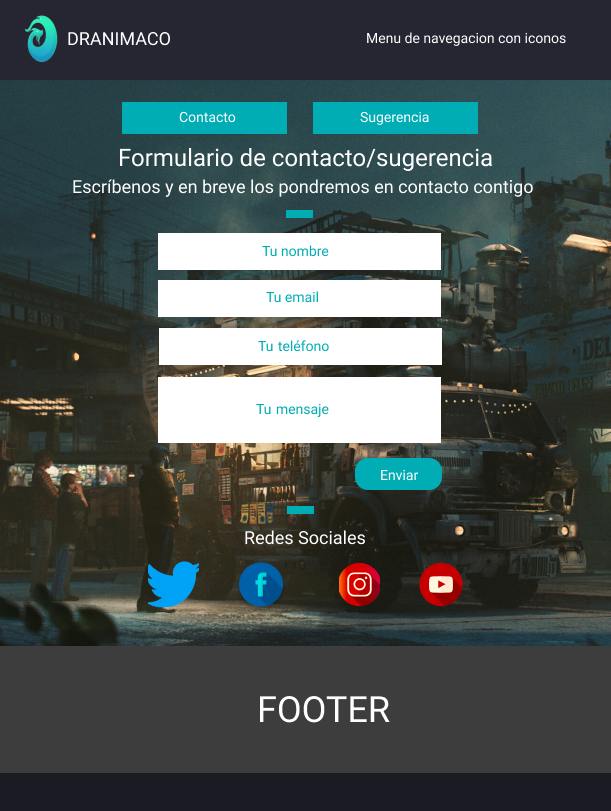 DRANIMACO
Menu de navegacion con iconos
Contacto
Sugerencia
Formulario de contacto/sugerencia
Escríbenos y en breve los pondremos en contacto contigo
Tu nombre
Tu email
Tu teléfono
Tu mensaje
Enviar
Redes Sociales
FOOTER